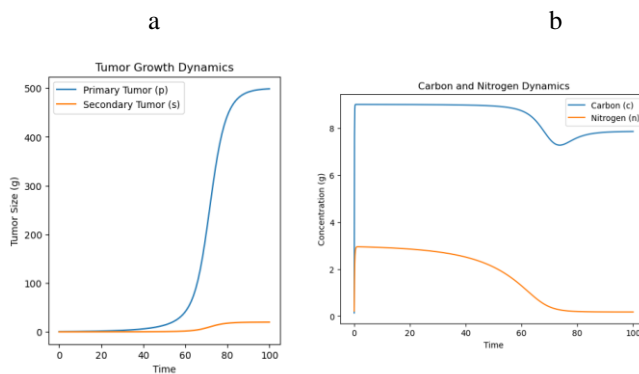 a
b
Tumor Growth Dynamics
Primary Tumor (p)
Secondary Tumor (s)
Tumor Size (g)
500
400
300
200
100
0
0 20 40 60 80 100
Time
Carbon and Nitrogen Dynamics
Carbon (c)
Nitrogen (n)
Concentration (g)
8
6
4
2
0
0 20 40 60 80 100
Time